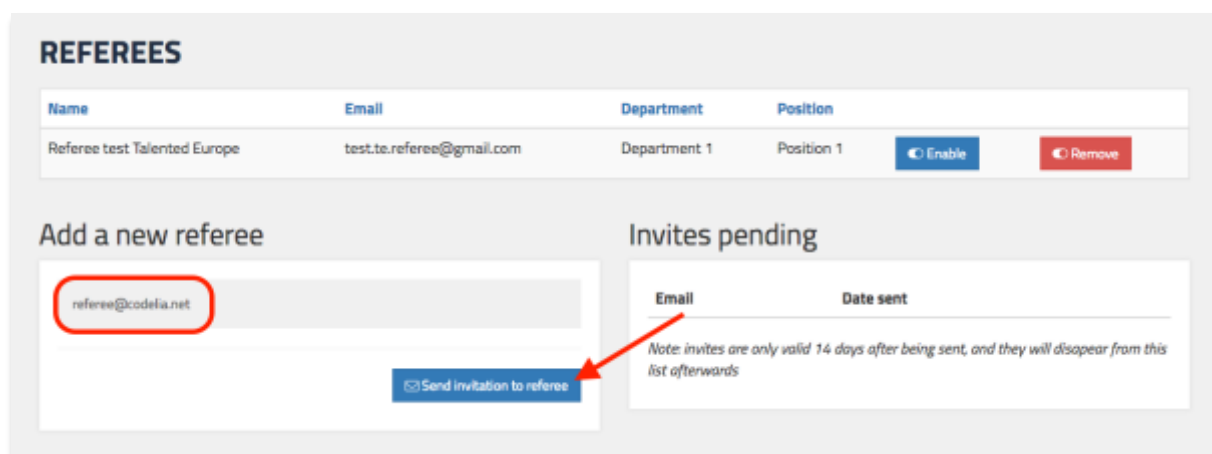 REFEREES
Name Email Department Position
Referee test Talented Europe test.te.referee@gmail.com Department 1 Position 1 Enable Remove
Add a new referee
referee@codelia.net
Send invitation to referee
Invites pending
Email Date sent
Note: invites are only valid 14 days after being sent, and they will disapear from this
list afterwards